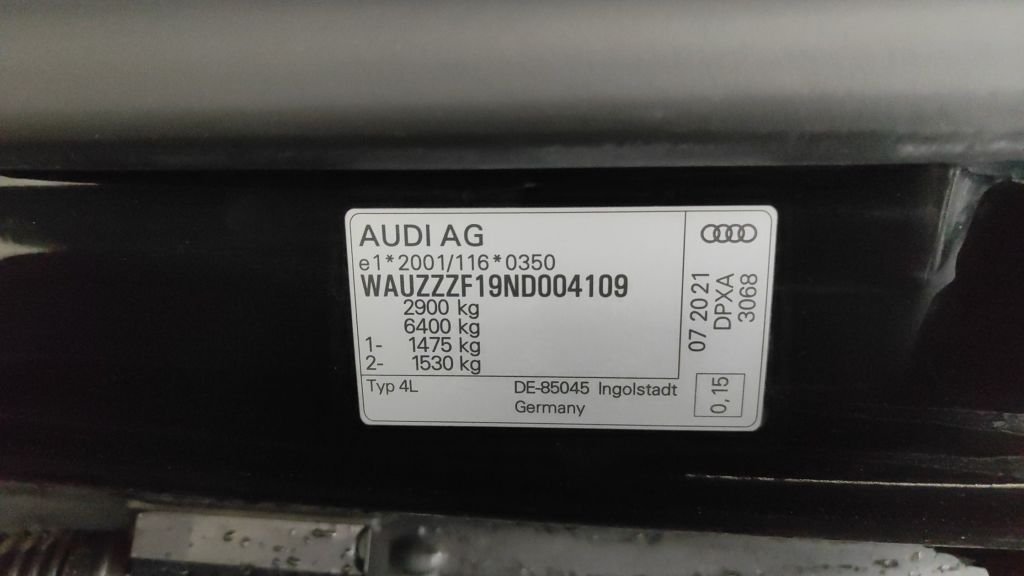 AUDI AG
e1*2001/116*0350
WAUZZZF19ND004109
2900 kg
6400 kg
1- 1475 kg
2- 1530 kg
Typ 4L
DE-85045 Ingolstadt
Germany
07 2021
DPXA
3068
0,15